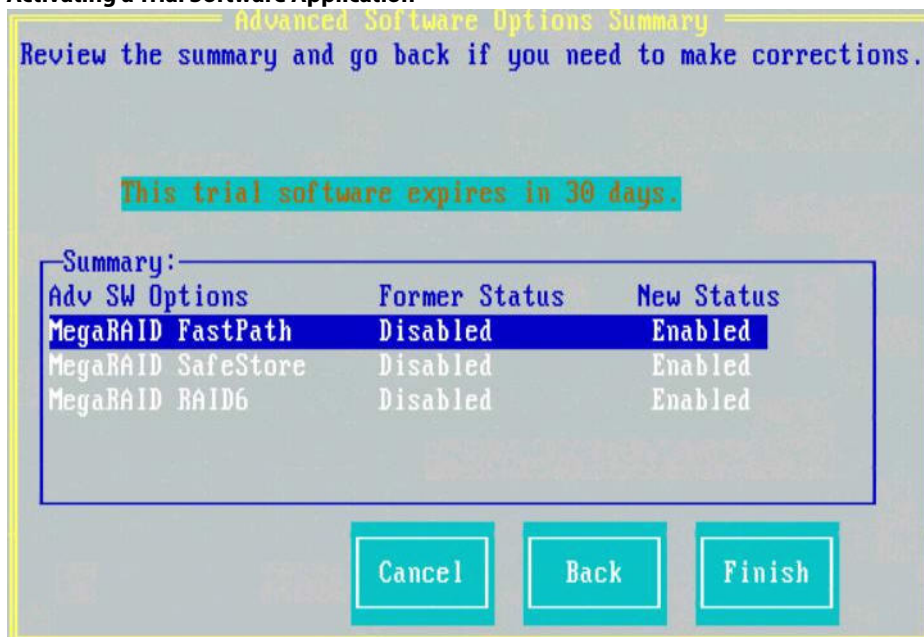 Activating a Trial Software Application
Advanced Software Options Summary
Review the summary and go back if you need to make corrections.
This trial software expires in 30 days.
Summary:
Adv SW Options Former Status New Status
MegaRAID FastPath Disabled Enabled
MegaRAID SafeStore Disabled Enabled
MegaRAID RAID6 Disabled Enabled
Cancel Back Finish